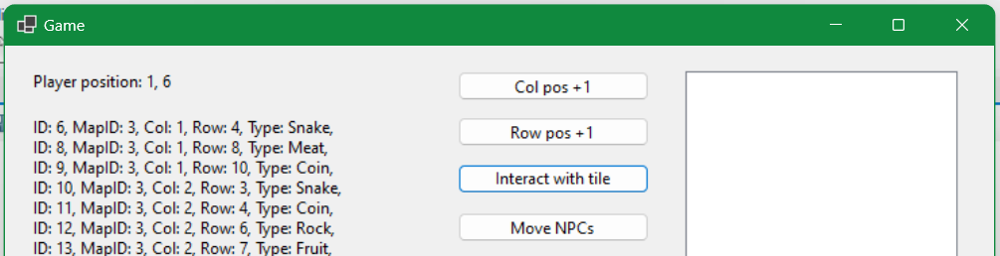 Game
Player position: 1, 6
ID: 6, MapID: 3, Col: 1, Row: 4, Type: Snake,
ID: 8, MapID: 3, Col: 1, Row: 8, Type: Meat,
ID: 9, MapID: 3, Col: 1, Row: 10, Type: Coin,
ID: 10, MapID: 3, Col: 2, Row: 3, Type: Snake,
ID: 11, MapID: 3, Col: 2, Row: 4, Type: Coin,
ID: 12, MapID: 3, Col: 2, Row: 6, Type: Rock,
ID: 13, MapID: 3, Col: 2, Row: 7, Type: Fruit,
Col pos +1
Row pos +1
Interact with tile
Move NPCs